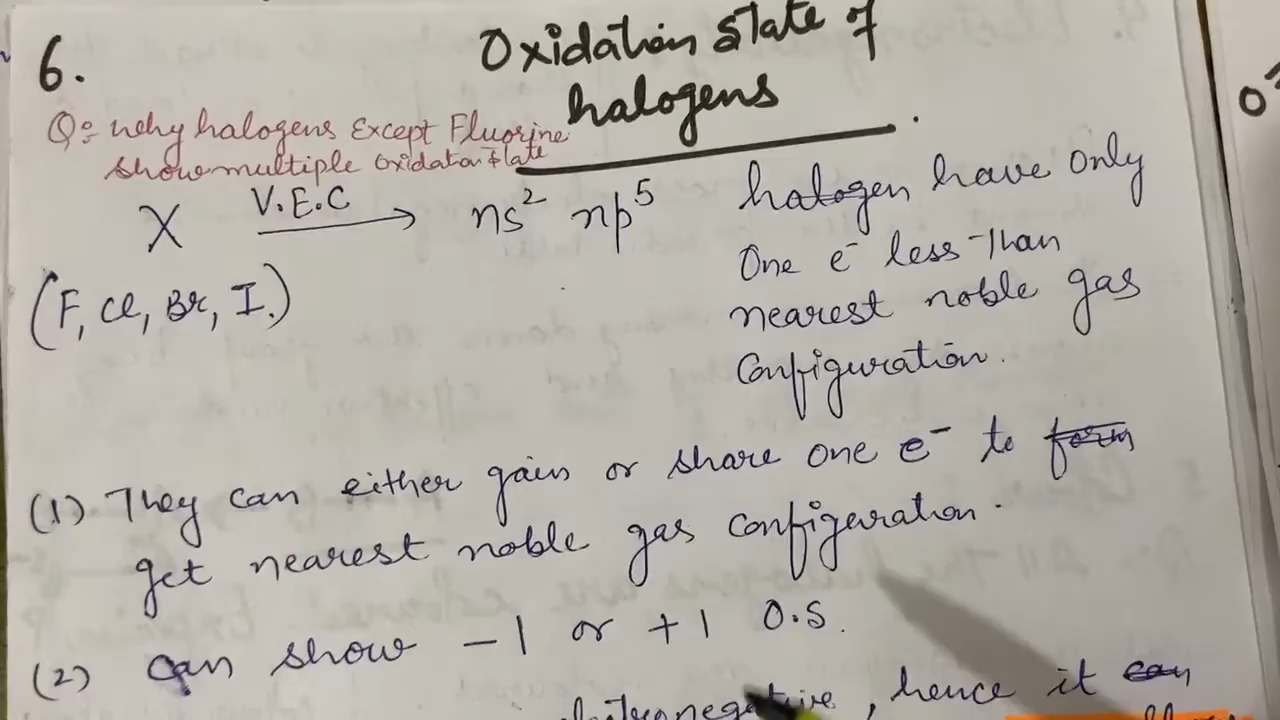 6.
Oxidation state of
halogens
Q:- why halogens Except Fluorine
show multiple oxidation state
X V.E.C → ns² np⁵
(F, Cl, Br, I.)
halogen have only
One e⁻ less than
nearest noble gas
configuration.
(1) They can either gain or share one e⁻ to form
get nearest noble gas configuration.
(2) can show -1 or +1 O.S.
, hence it can